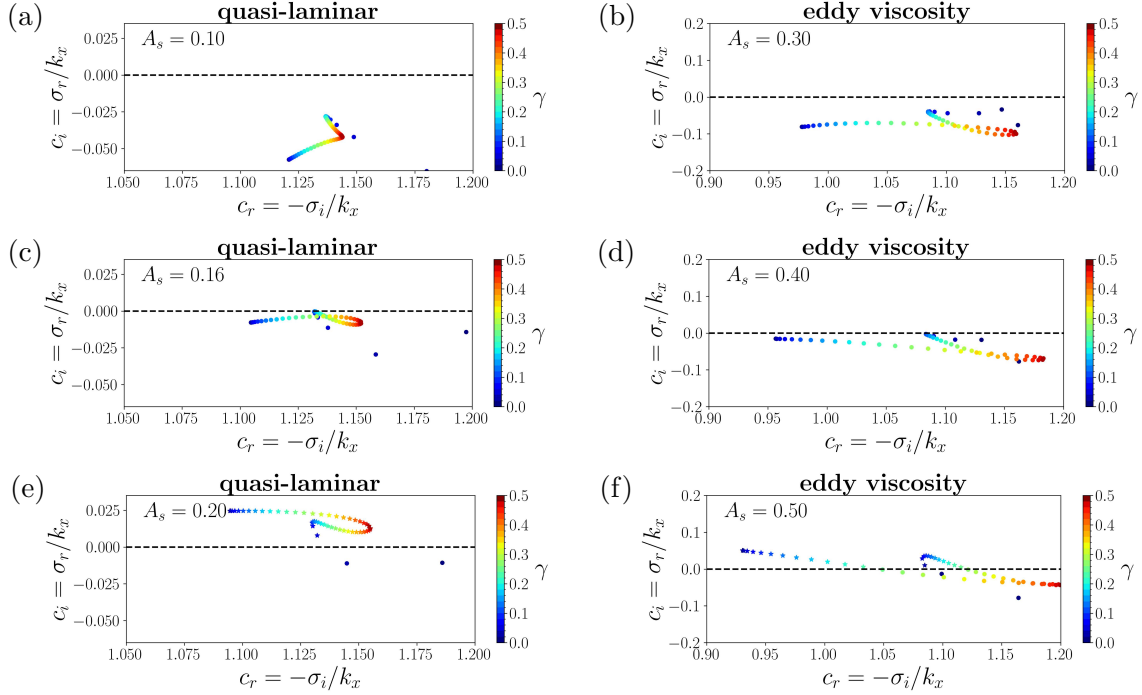 (a) quasi-laminar
A_s = 0.10
0.025
0.000
−0.025
−0.050
c_i = σ_r/k_x
1.050 1.075 1.100 1.125 1.150 1.175 1.200
c_r = −σ_i/k_x
0.5
0.4
0.3
0.2
0.1
0.0
γ
(b) eddy viscosity
A_s = 0.30
0.2
0.1
0.0
−0.1
−0.2
c_i = σ_r/k_x
0.90 0.95 1.00 1.05 1.10 1.15 1.20
c_r = −σ_i/k_x
0.5
0.4
0.3
0.2
0.1
0.0
γ
(c) quasi-laminar
A_s = 0.16
0.025
0.000
−0.025
−0.050
c_i = σ_r/k_x
1.050 1.075 1.100 1.125 1.150 1.175 1.200
c_r = −σ_i/k_x
0.5
0.4
0.3
0.2
0.1
0.0
γ
(d) eddy viscosity
A_s = 0.40
0.2
0.1
0.0
−0.1
−0.2
c_i = σ_r/k_x
0.90 0.95 1.00 1.05 1.10 1.15 1.20
c_r = −σ_i/k_x
0.5
0.4
0.3
0.2
0.1
0.0
γ
(e) quasi-laminar
A_s = 0.20
0.025
0.000
−0.025
−0.050
c_i = σ_r/k_x
1.050 1.075 1.100 1.125 1.150 1.175 1.200
c_r = −σ_i/k_x
0.5
0.4
0.3
0.2
0.1
0.0
γ
(f) eddy viscosity
A_s = 0.50
0.2
0.1
0.0
−0.1
−0.2
c_i = σ_r/k_x
0.90 0.95 1.00 1.05 1.10 1.15 1.20
c_r = −σ_i/k_x
0.5
0.4
0.3
0.2
0.1
0.0
γ